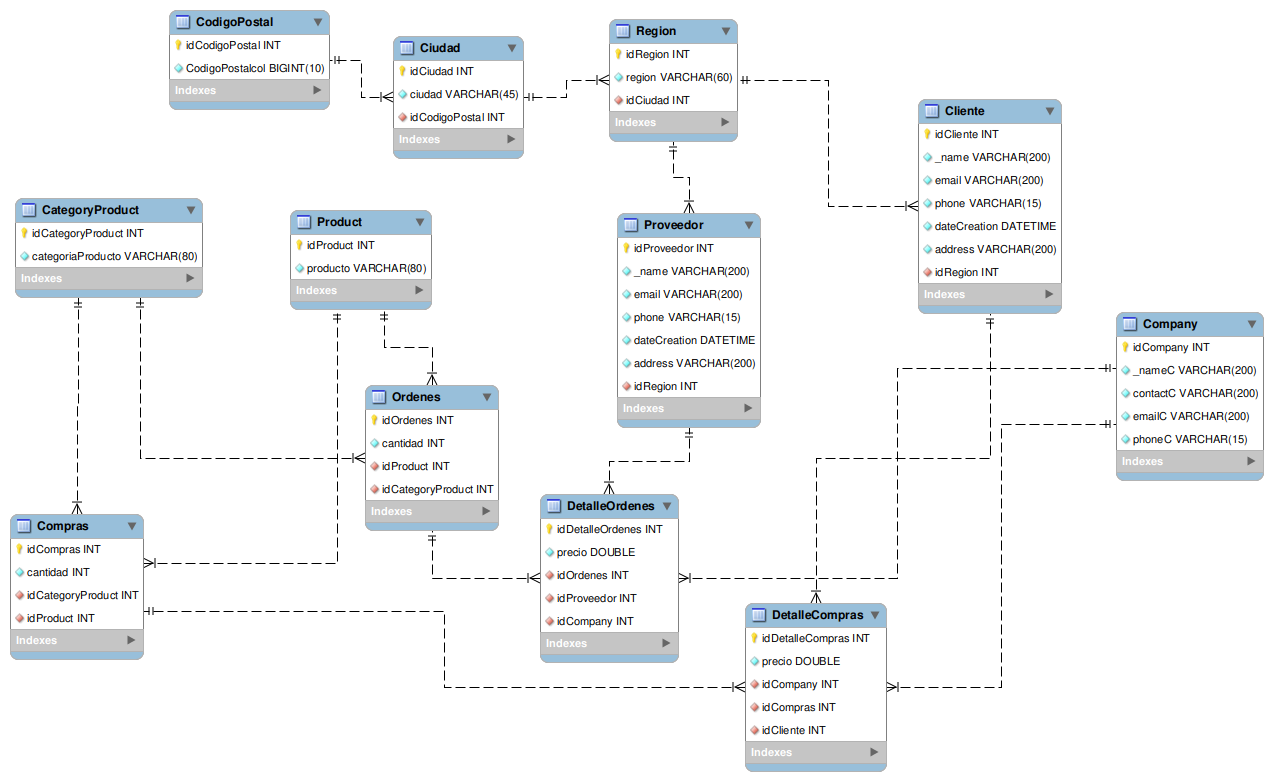 CodigoPostal
idCodigoPostal INT
CodigoPostalcol BIGINT(10)
Indexes
Ciudad
idCiudad INT
ciudad VARCHAR(45)
idCodigoPostal INT
Indexes
Region
idRegion INT
region VARCHAR(60)
idCiudad INT
Indexes
Cliente
idCliente INT
_name VARCHAR(200)
email VARCHAR(200)
phone VARCHAR(15)
dateCreation DATETIME
address VARCHAR(200)
idRegion INT
Indexes
CategoryProduct
idCategoryProduct INT
categoriaProducto VARCHAR(80)
Indexes
Product
idProduct INT
producto VARCHAR(80)
Indexes
Proveedor
idProveedor INT
_name VARCHAR(200)
email VARCHAR(200)
phone VARCHAR(15)
dateCreation DATETIME
address VARCHAR(200)
idRegion INT
Indexes
Company
idCompany INT
_nameC VARCHAR(200)
contactC VARCHAR(200)
emailC VARCHAR(200)
phoneC VARCHAR(15)
Indexes
Ordenes
idOrdenes INT
cantidad INT
idProduct INT
idCategoryProduct INT
Indexes
Compras
idCompras INT
cantidad INT
idCategoryProduct INT
idProduct INT
Indexes
DetalleOrdenes
idDetalleOrdenes INT
precio DOUBLE
idOrdenes INT
idProveedor INT
idCompany INT
Indexes
DetalleCompras
idDetalleCompras INT
precio DOUBLE
idCompany INT
idCompras INT
idCliente INT
Indexes